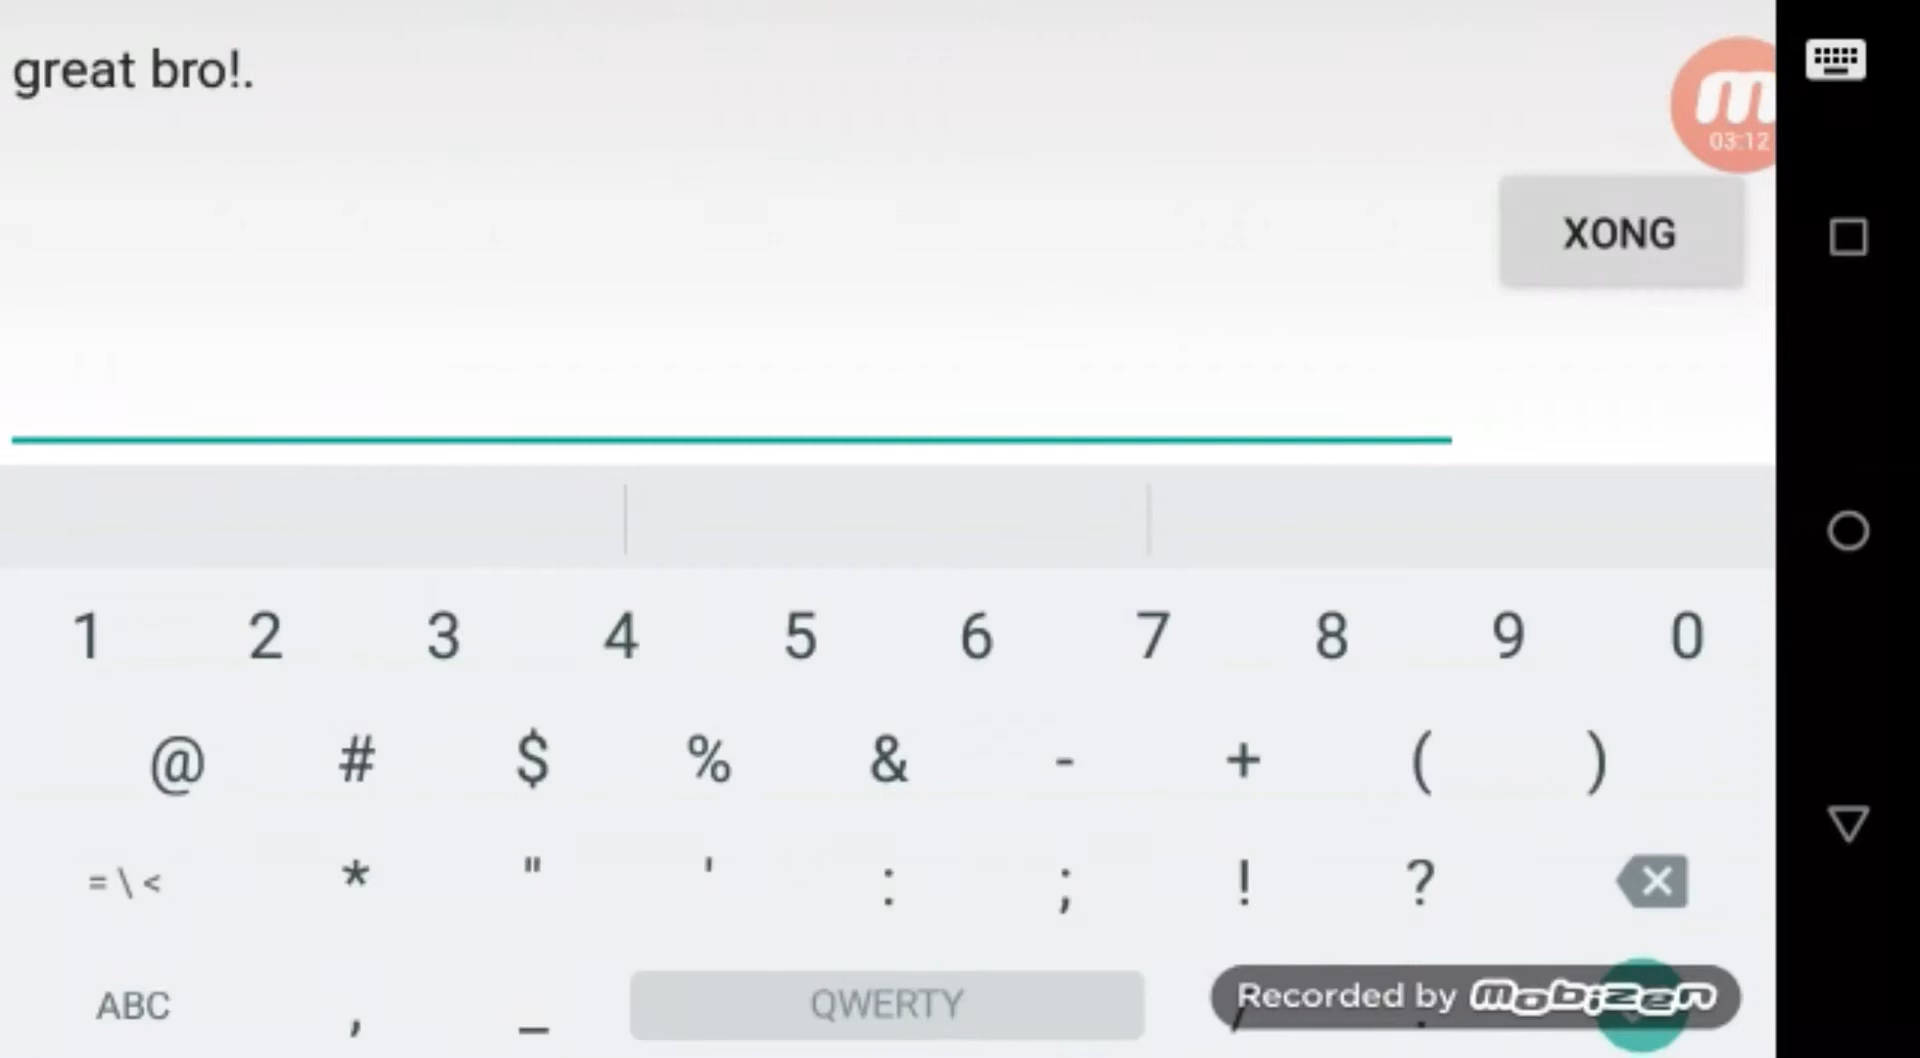 great bro!.
m
03:12
XONG
1 2 3 4 5 6 7 8 9 0
@ # $ % & - + ( )
= \ < * " ' : ; ! ?
ABC , _ QWERTY / .
Recorded by mobizen